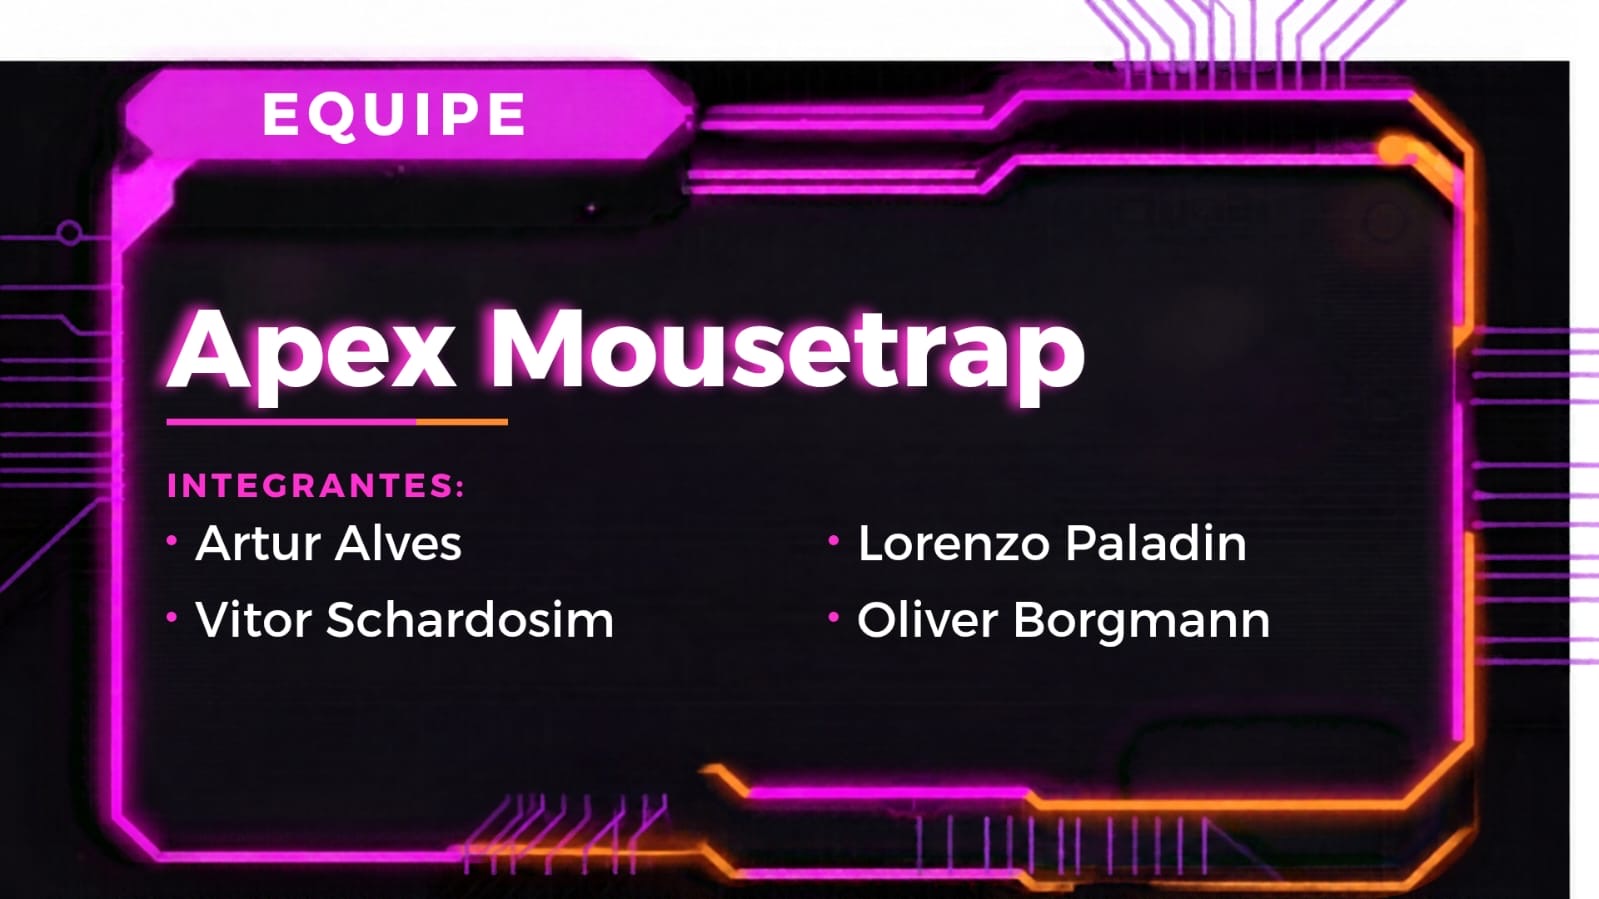 EQUIPE
Apex Mousetrap
INTEGRANTES:
• Artur Alves
• Vitor Schardosim
• Lorenzo Paladin
• Oliver Borgmann